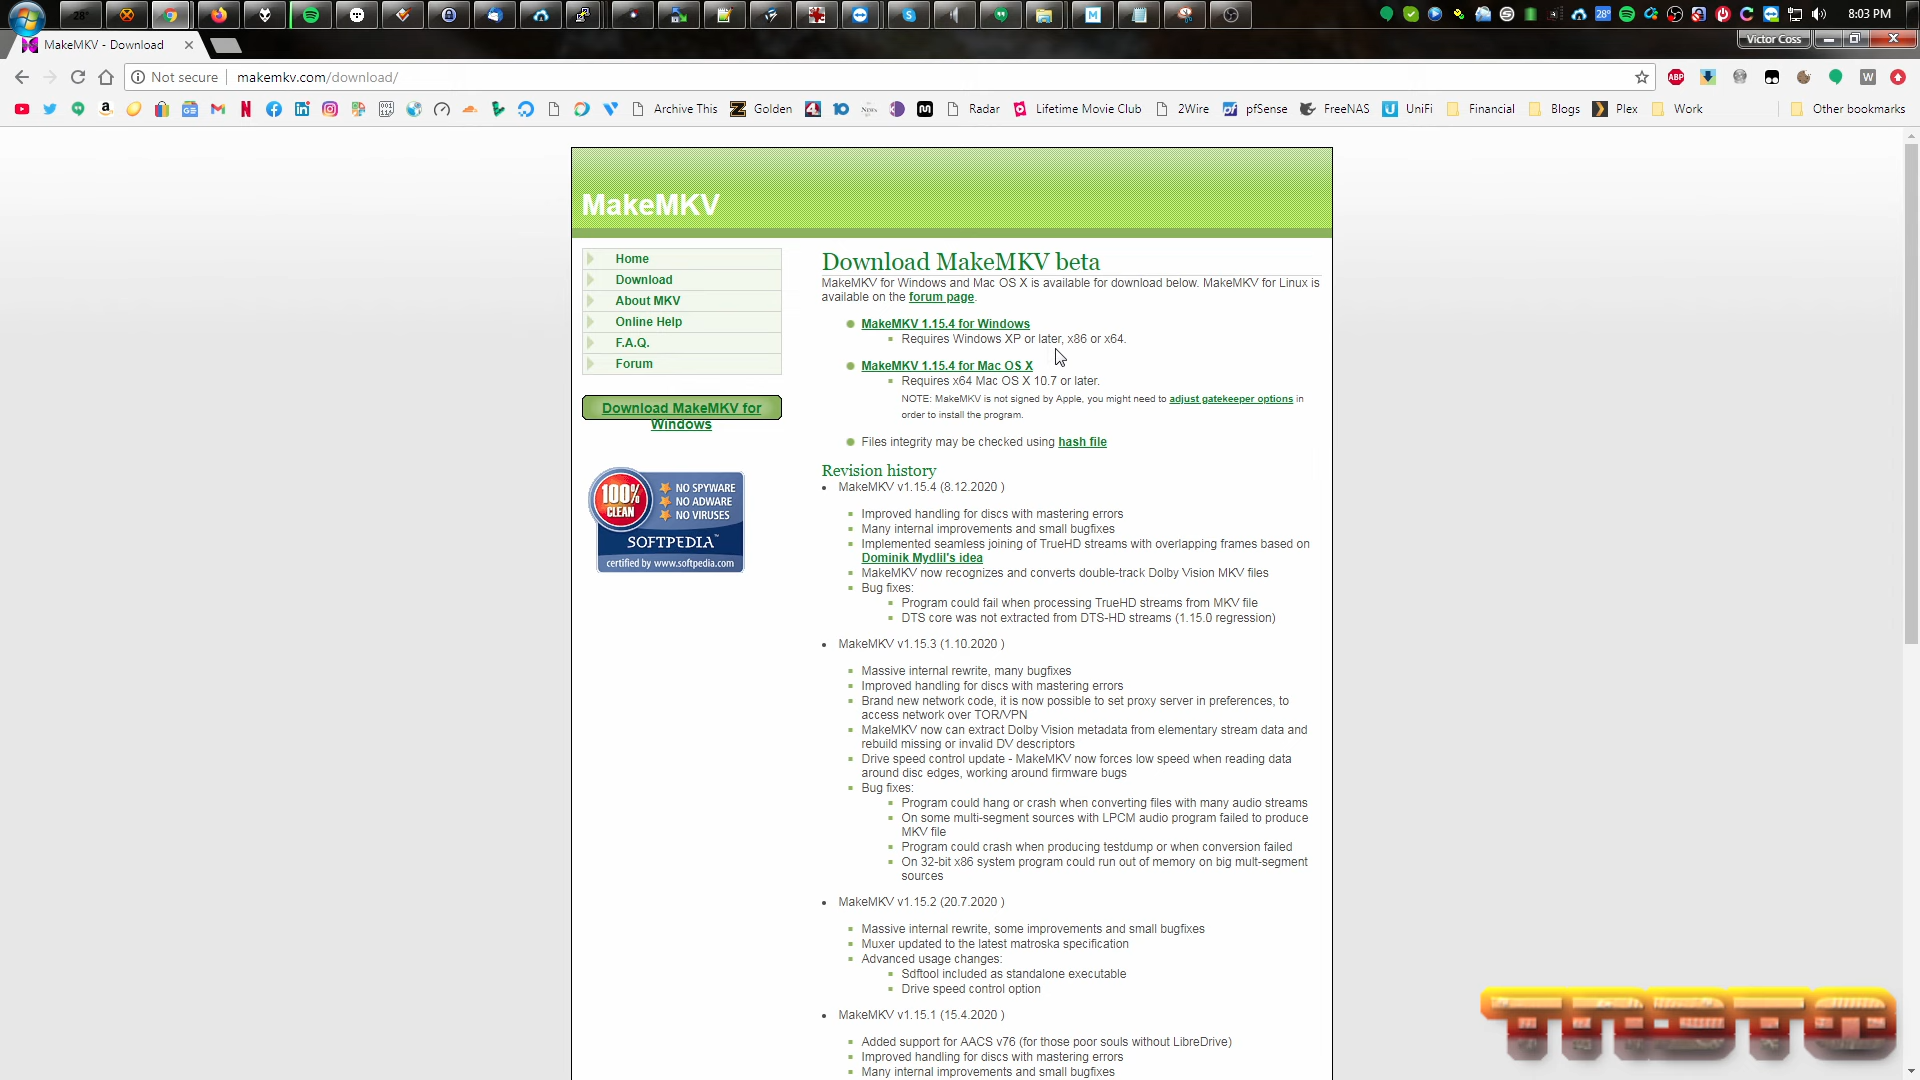 28°
8:03 PM
MakeMKV - Download
Victor Coss
Not secure
makemkv.com/download/
Archive This
Golden
Radar
Lifetime Movie Club
2Wire
pfSense
FreeNAS
UniFi
Financial
Blogs
Plex
Work
Other bookmarks
MakeMKV
Home
Download
About MKV
Online Help
F.A.Q.
Forum
Download MakeMKV for
Windows
100%
CLEAN
NO SPYWARE
NO ADWARE
NO VIRUSES
SOFTPEDIA™
certified by www.softpedia.com
Download MakeMKV beta
MakeMKV for Windows and Mac OS X is available for download below. MakeMKV for Linux is
available on the forum page.
MakeMKV 1.15.4 for Windows
Requires Windows XP or later, x86 or x64.
MakeMKV 1.15.4 for Mac OS X
Requires x64 Mac OS X 10.7 or later.
NOTE: MakeMKV is not signed by Apple, you might need to adjust gatekeeper options in
order to install the program.
Files integrity may be checked using hash file
Revision history
MakeMKV v1.15.4 (8.12.2020 )
Improved handling for discs with mastering errors
Many internal improvements and small bugfixes
Implemented seamless joining of TrueHD streams with overlapping frames based on
Dominik Mydlil's idea
MakeMKV now recognizes and converts double-track Dolby Vision MKV files
Bug fixes:
Program could fail when processing TrueHD streams from MKV file
DTS core was not extracted from DTS-HD streams (1.15.0 regression)
MakeMKV v1.15.3 (1.10.2020 )
Massive internal rewrite, many bugfixes
Improved handling for discs with mastering errors
Brand new network code, it is now possible to set proxy server in preferences, to
access network over TOR/VPN
MakeMKV now can extract Dolby Vision metadata from elementary stream data and
rebuild missing or invalid DV descriptors
Drive speed control update - MakeMKV now forces low speed when reading data
around disc edges, working around firmware bugs
Bug fixes:
Program could hang or crash when converting files with many audio streams
On some multi-segment sources with LPCM audio program failed to produce
MKV file
Program could crash when producing testdump or when conversion failed
On 32-bit x86 system program could run out of memory on big mult-segment
sources
MakeMKV v1.15.2 (20.7.2020 )
Massive internal rewrite, some improvements and small bugfixes
Muxer updated to the latest matroska specification
Advanced usage changes:
Sdftool included as standalone executable
Drive speed control option
MakeMKV v1.15.1 (15.4.2020 )
Added support for AACS v76 (for those poor souls without LibreDrive)
Improved handling for discs with mastering errors
Many internal improvements and small bugfixes